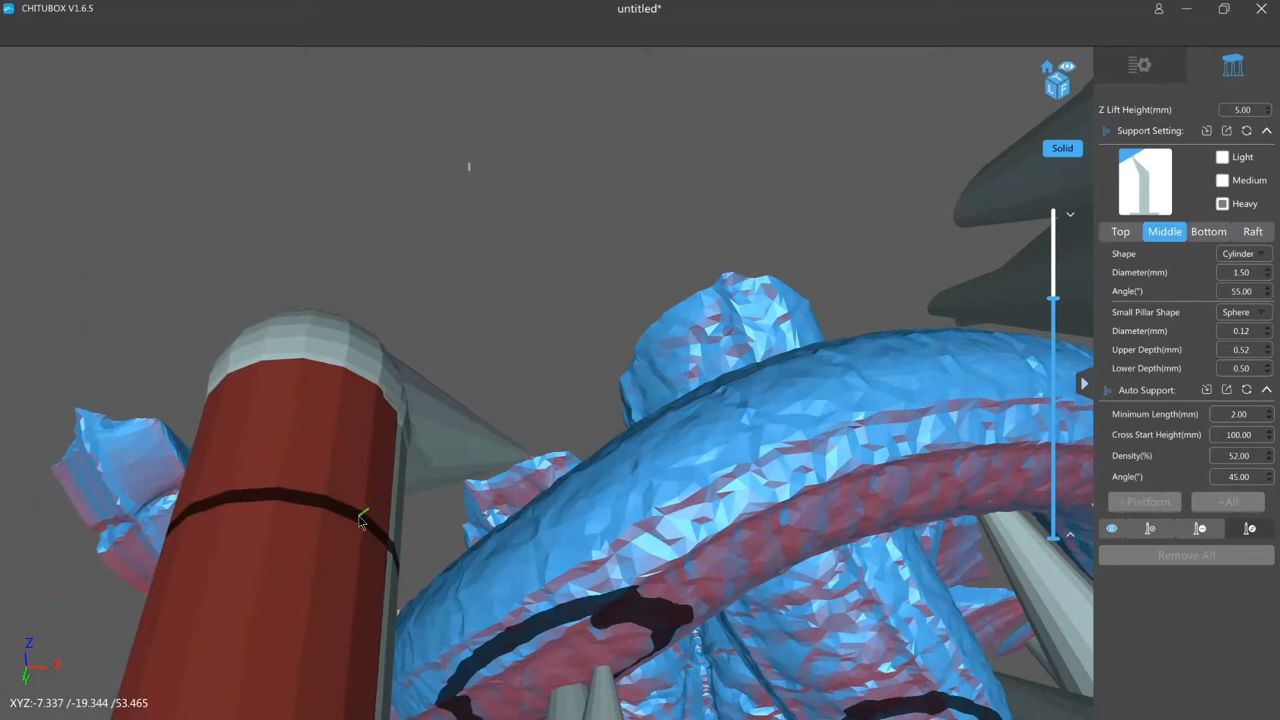 CHITUBOX V1.6.5
untitled*
Z Lift Height(mm) 5.00
Support Setting:
Light
Medium
Heavy
Top Middle Bottom Raft
Shape Cylinder
Diameter(mm) 1.50
Angle(°) 55.00
Small Pillar Shape Sphere
Diameter(mm) 0.12
Upper Depth(mm) 0.52
Lower Depth(mm) 0.50
Auto Support:
Minimum Length(mm) 2.00
Cross Start Height(mm) 100.00
Density(%) 52.00
Angle(°) 45.00
+Platform +All
Remove All
Solid
T
L F
Z
X
XYZ:-7.337 /-19.344 /53.465